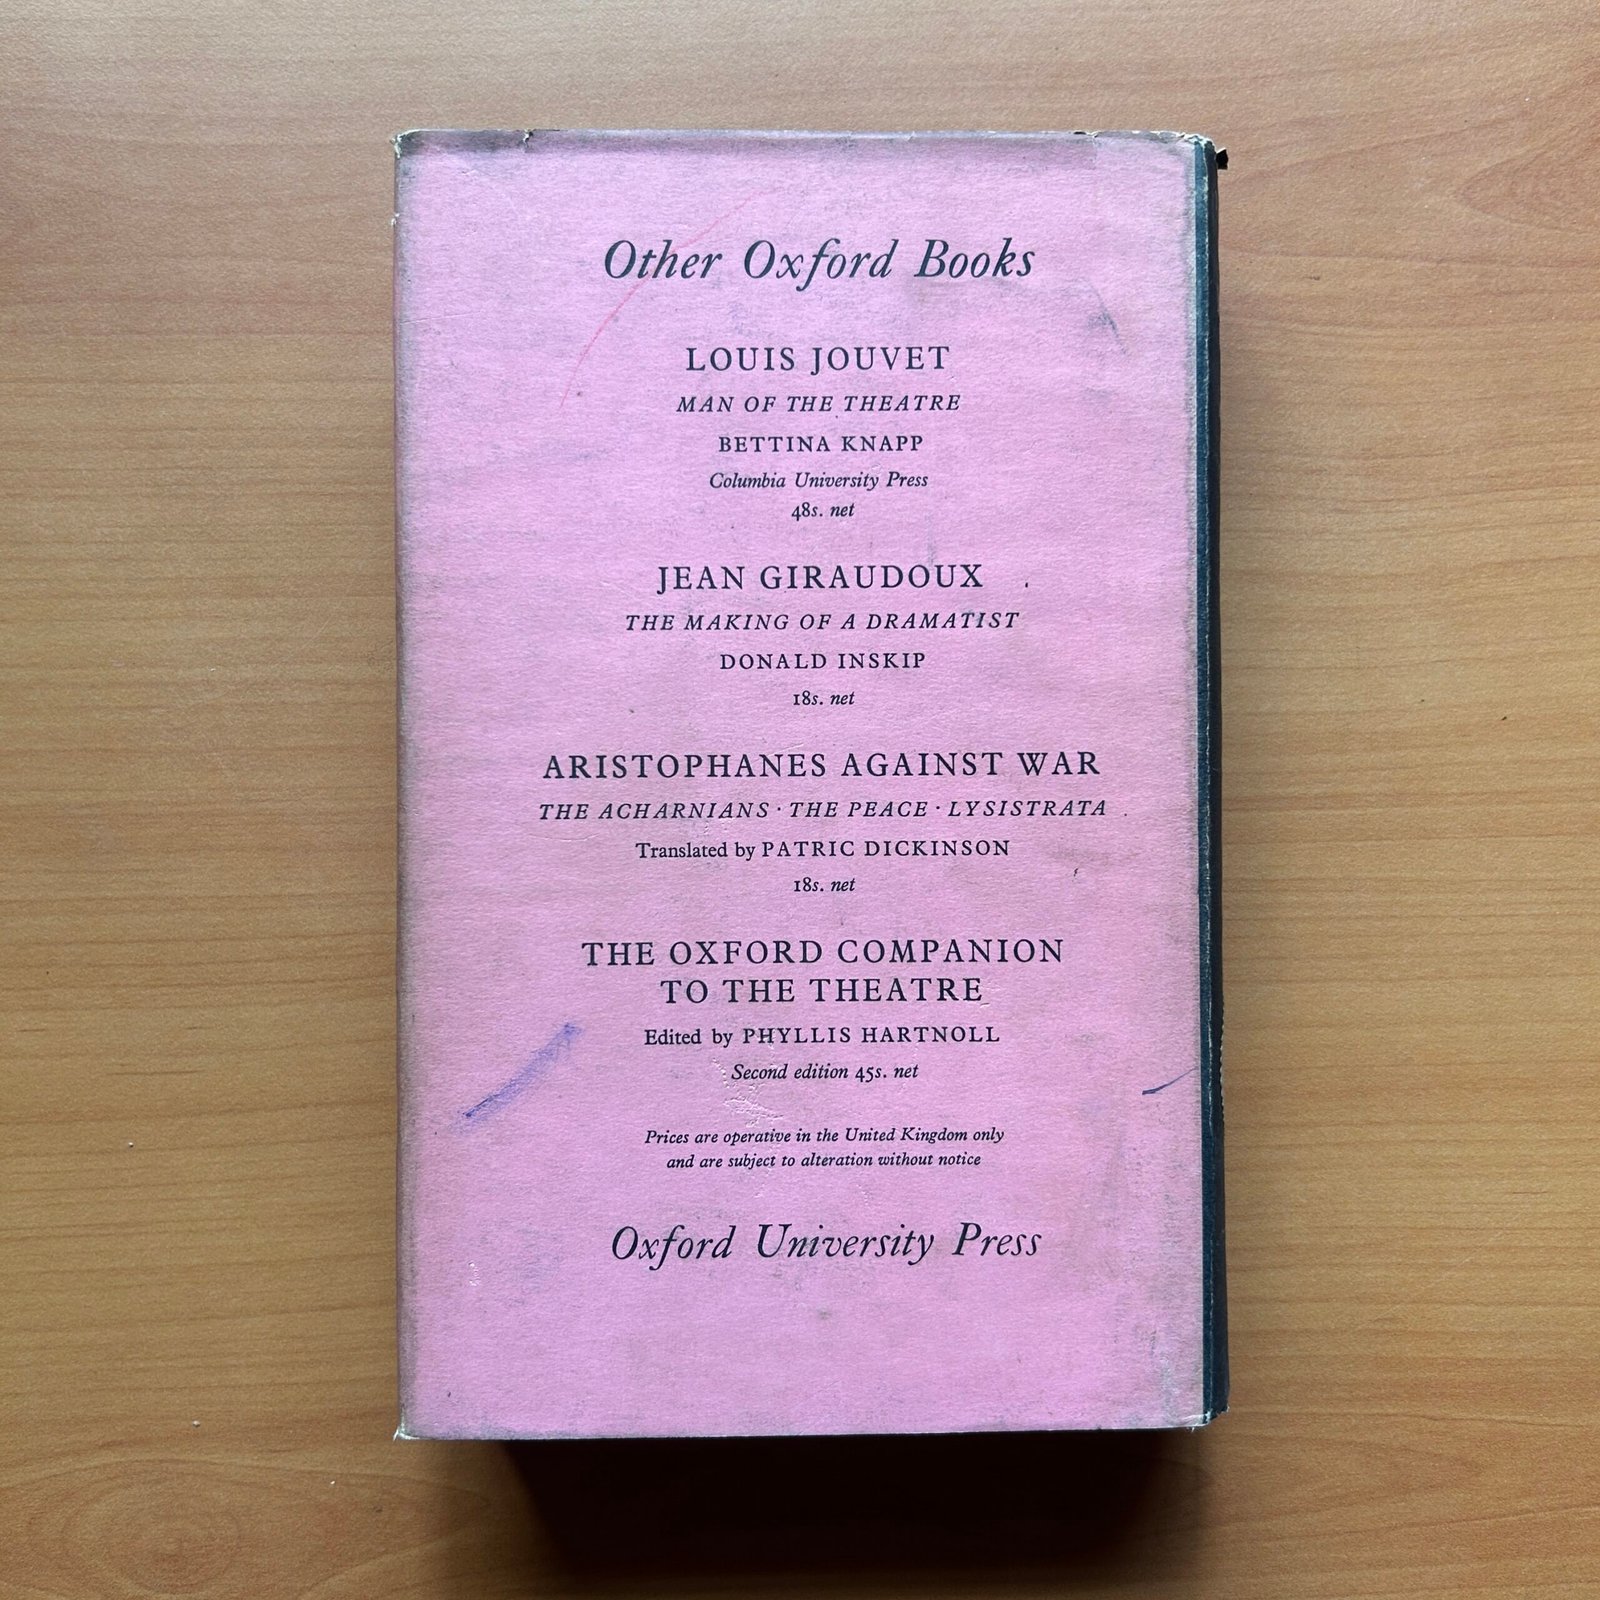 Other Oxford Books
LOUIS JOUVET
MAN OF THE THEATRE
BETTINA KNAPP
Columbia University Press
48s. net
JEAN GIRAUDOUX
THE MAKING OF A DRAMATIST
DONALD INSKIP
18s. net
ARISTOPHANES AGAINST WAR
THE ACHARNIANS · THE PEACE · LYSISTRATA
Translated by PATRIC DICKINSON
18s. net
THE OXFORD COMPANION
TO THE THEATRE
Edited by PHYLLIS HARTNOLL
Second edition 45s. net
Prices are operative in the United Kingdom only
and are subject to alteration without notice
Oxford University Press